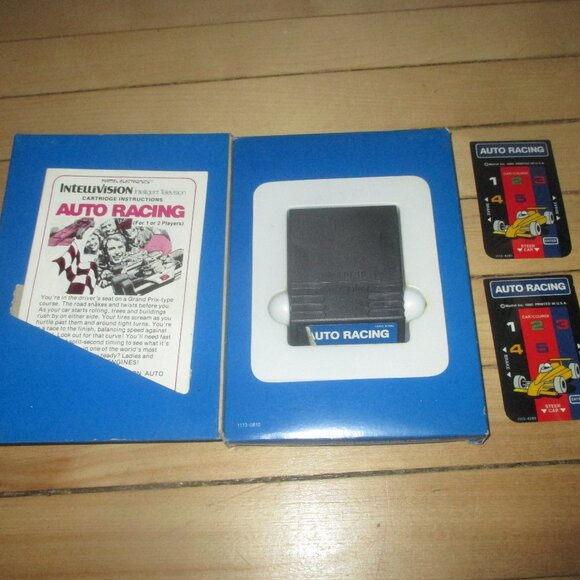 MATTEL ELECTRONICS
INTELLIVISION Intelligent Television
CARTRIDGE INSTRUCTIONS
AUTO RACING
(For 1 or 2 Players)
You're in the driver's seat on a Grand Prix-type
course. The road snakes and twists before you
As your car starts rolling, trees and buildings
rush by on either side. Your tires scream as you
hurtle past them and around tight turns. You're
a race to the finish, balancing speed against
Look out for that curve! You'll need
split-second timing to see what it's
in one of the world's most
ready? Ladies and
ENGINES!
AUTO
AUTO RACING
1113-0810
AUTO RACING
CAR/COURSE
1 2 3
4 5
ENTER
STEER
CAR
AUTO RACING
CAR/COURSE
1 2 3
4 5
ENTER
STEER
CAR